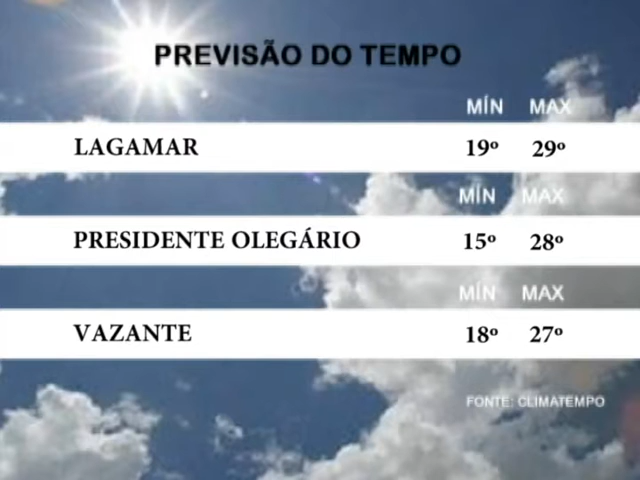 PREVISÃO DO TEMPO
MÍN MAX
LAGAMAR 19º 29º
MÍN MAX
PRESIDENTE OLEGÁRIO 15º 28º
MÍN MAX
VAZANTE 18º 27º
FONTE: CLIMATEMPO